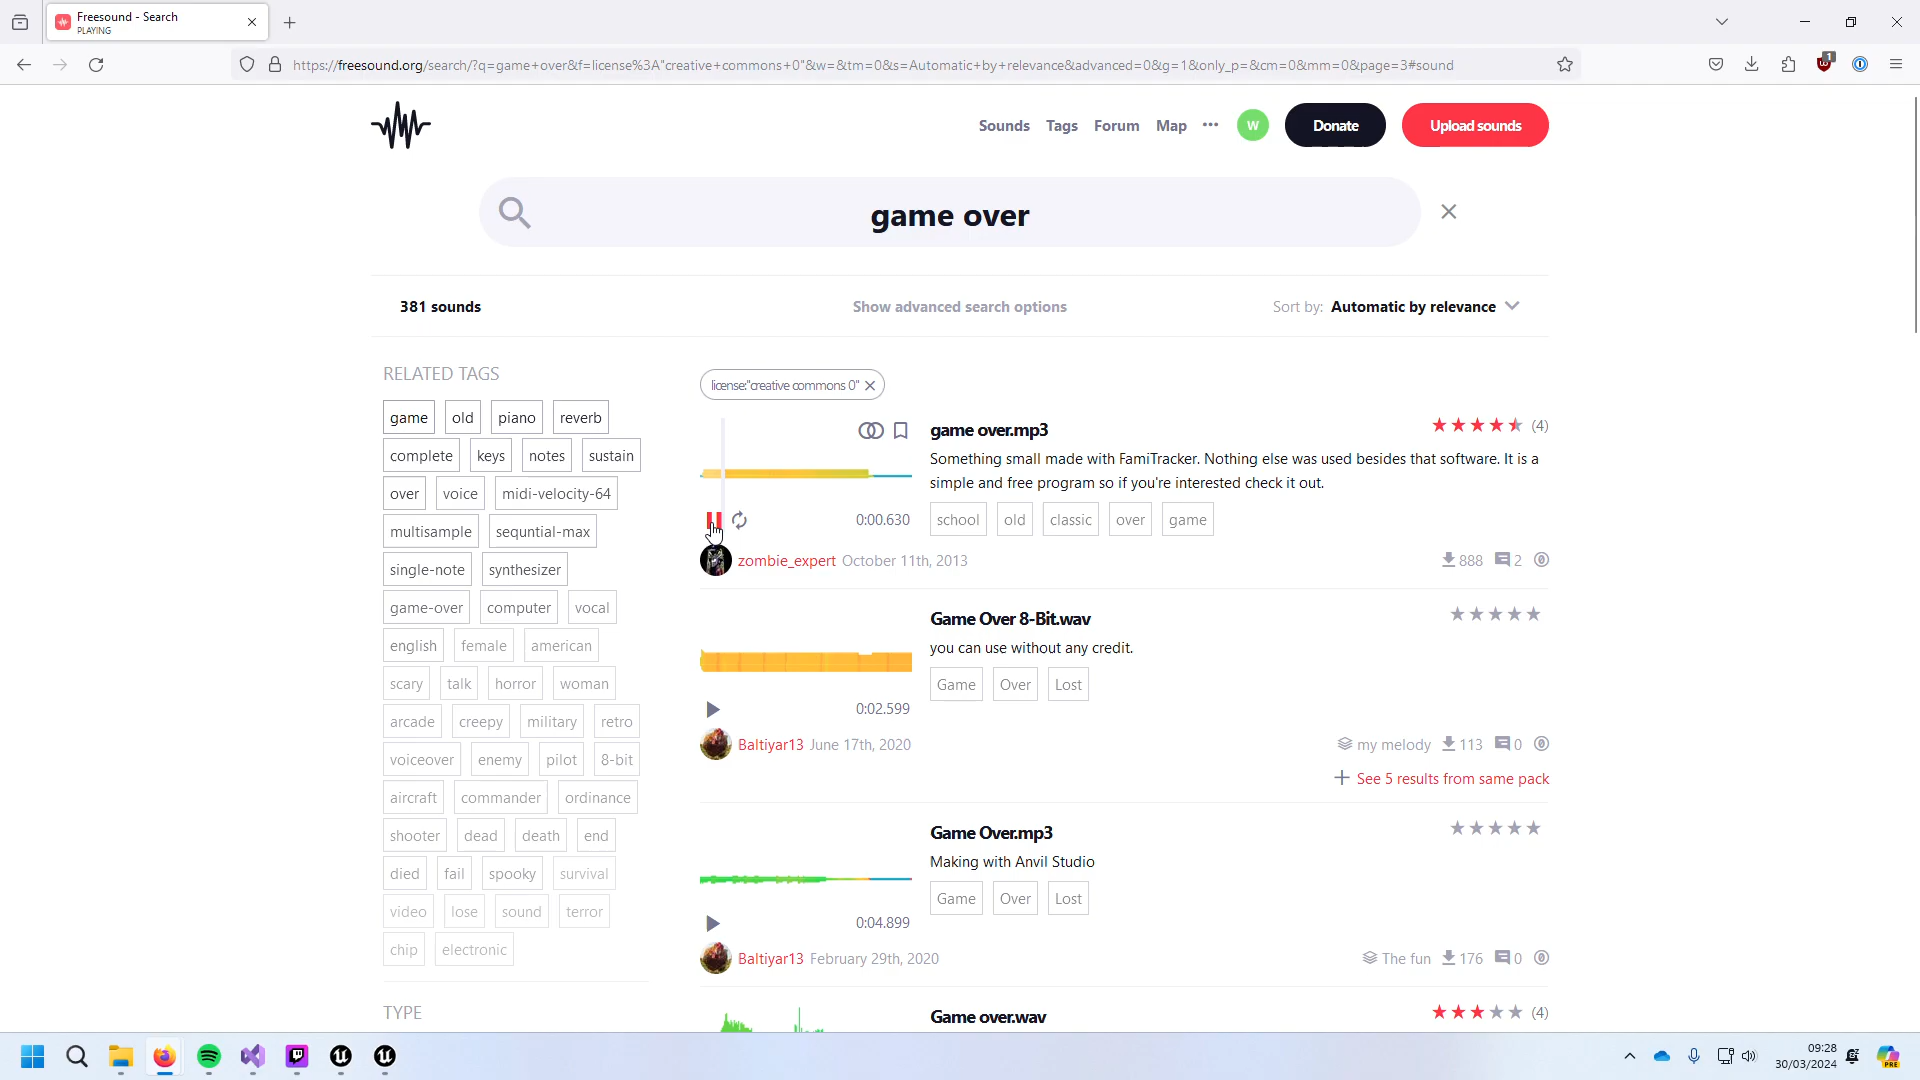 Freesound - Search
PLAYING
https://freesound.org/search/?q=game+over&f=license%3A"creative+commons+0"&w=&tm=0&s=Automatic+by+relevance&advanced=0&g=1&only_p=&cm=0&mm=0&page=3#sound
1
Sounds Tags Forum Map W Donate Upload sounds
game over
381 sounds Show advanced search options Sort by: Automatic by relevance
RELATED TAGS
game old piano reverb
complete keys notes sustain
over voice midi-velocity-64
multisample sequntial-max
single-note synthesizer
game-over computer vocal
english female american
scary talk horror woman
arcade creepy military retro
voiceover enemy pilot 8-bit
aircraft commander ordinance
shooter dead death end
died fail spooky survival
video lose sound terror
chip electronic
TYPE
license:"creative commons 0"
game over.mp3 (4)
Something small made with FamiTracker. Nothing else was used besides that software. It is a
simple and free program so if you're interested check it out.
0:00.630 school old classic over game
zombie_expert October 11th, 2013 888 2
Game Over 8-Bit.wav
you can use without any credit.
Game Over Lost
0:02.599
Baltiyar13 June 17th, 2020 my melody 113 0
See 5 results from same pack
Game Over.mp3
Making with Anvil Studio
Game Over Lost
0:04.899
Baltiyar13 February 29th, 2020 The fun 176 0
Game over.wav (4)
09:28
30/03/2024
PRE